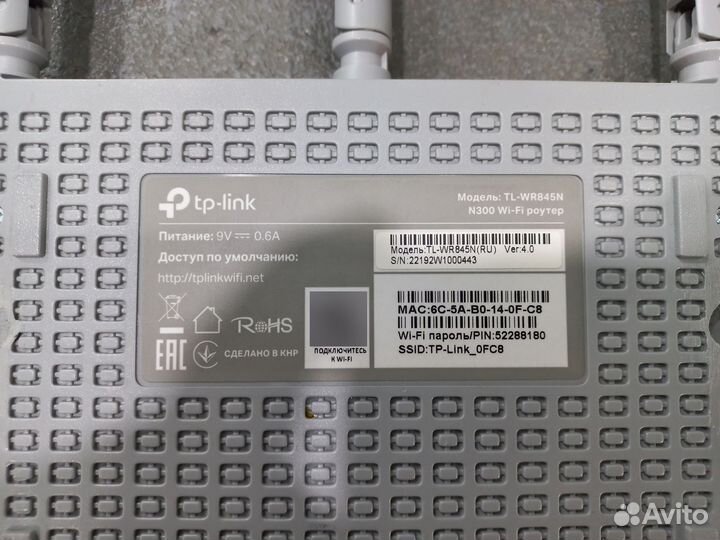 tp-link
Модель: TL-WR845N
N300 Wi-Fi роутер
Питание: 9V 0.6A
Доступ по умолчанию:
http://tplinkwifi.net
Модель:TL-WR845N(RU) Ver:4.0
S/N:22192W1000443
MAC:6C-5A-B0-14-0F-C8
Wi-Fi пароль/PIN:52288180
SSID:TP-Link_0FC8
RoHS
EAC
СДЕЛАНО В КНР
ПОДКЛЮЧИТЕСЬ
К WI-FI
Avito